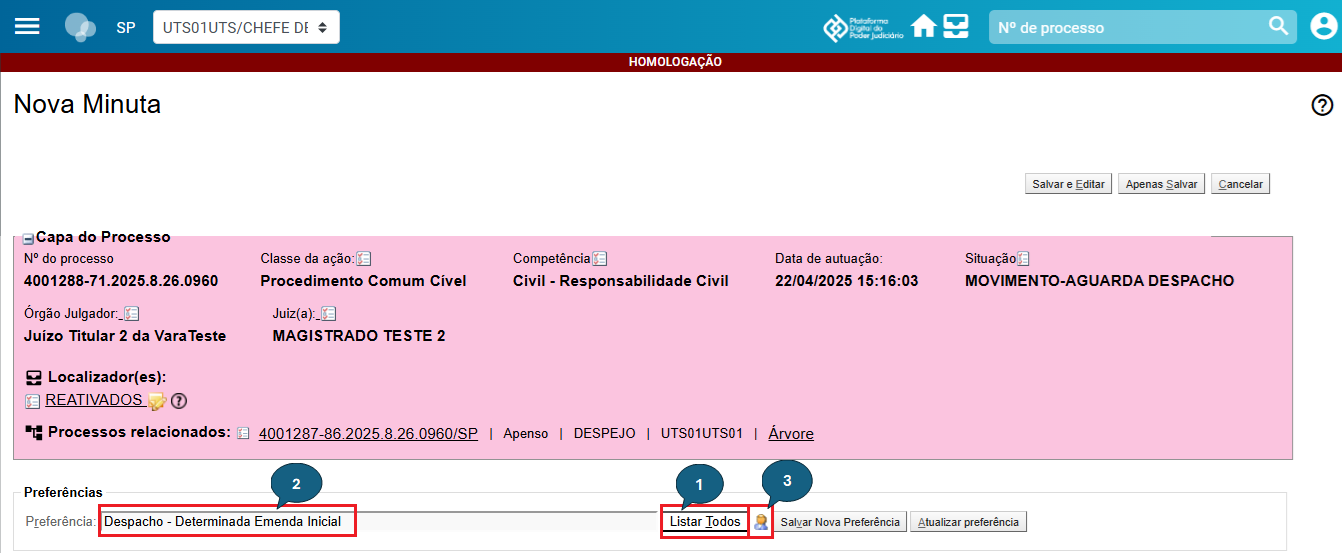 SP UTS01UTS/CHEFE DE Plataforma Digital do Poder Judiciário Nº de processo
HOMOLOGAÇÃO
Nova Minuta
Salvar e Editar Apenas Salvar Cancelar
Capa do Processo
Nº do processo Classe da ação: Competência Data de autuação: Situação
4001288-71.2025.8.26.0960 Procedimento Comum Cível Civil - Responsabilidade Civil 22/04/2025 15:16:03 MOVIMENTO-AGUARDA DESPACHO
Órgão Julgador: Juiz(a):
Juízo Titular 2 da VaraTeste MAGISTRADO TESTE 2
Localizador(es):
REATIVADOS
Processos relacionados: 4001287-86.2025.8.26.0960/SP | Apenso | DESPEJO | UTS01UTS01 | Árvore
2 1 3
Preferências
Preferência: Despacho - Determinada Emenda Inicial Listar Todos Salvar Nova Preferência Atualizar preferência